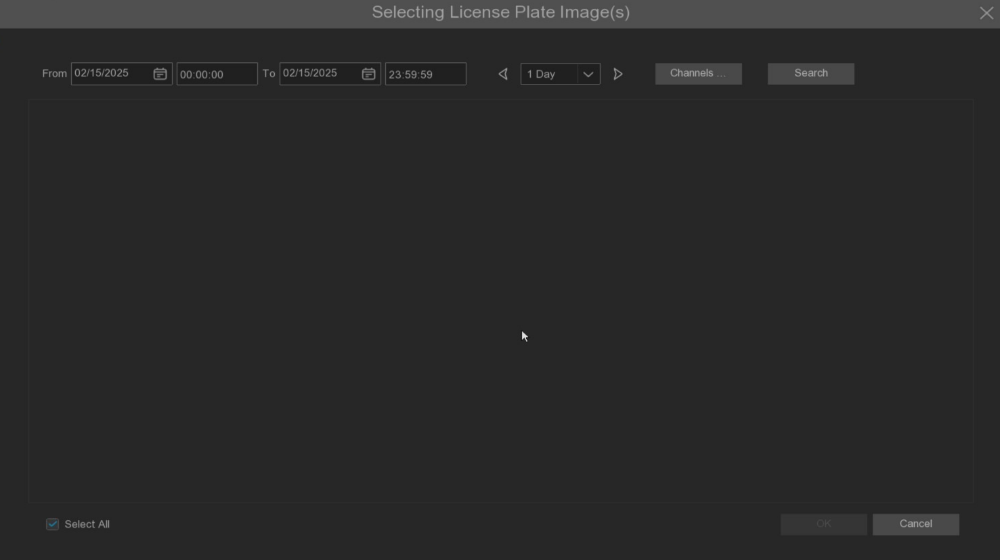 Selecting License Plate Image(s)
From 02/15/2025 00:00:00 To 02/15/2025 23:59:59 1 Day Channels ... Search
Select All OK Cancel